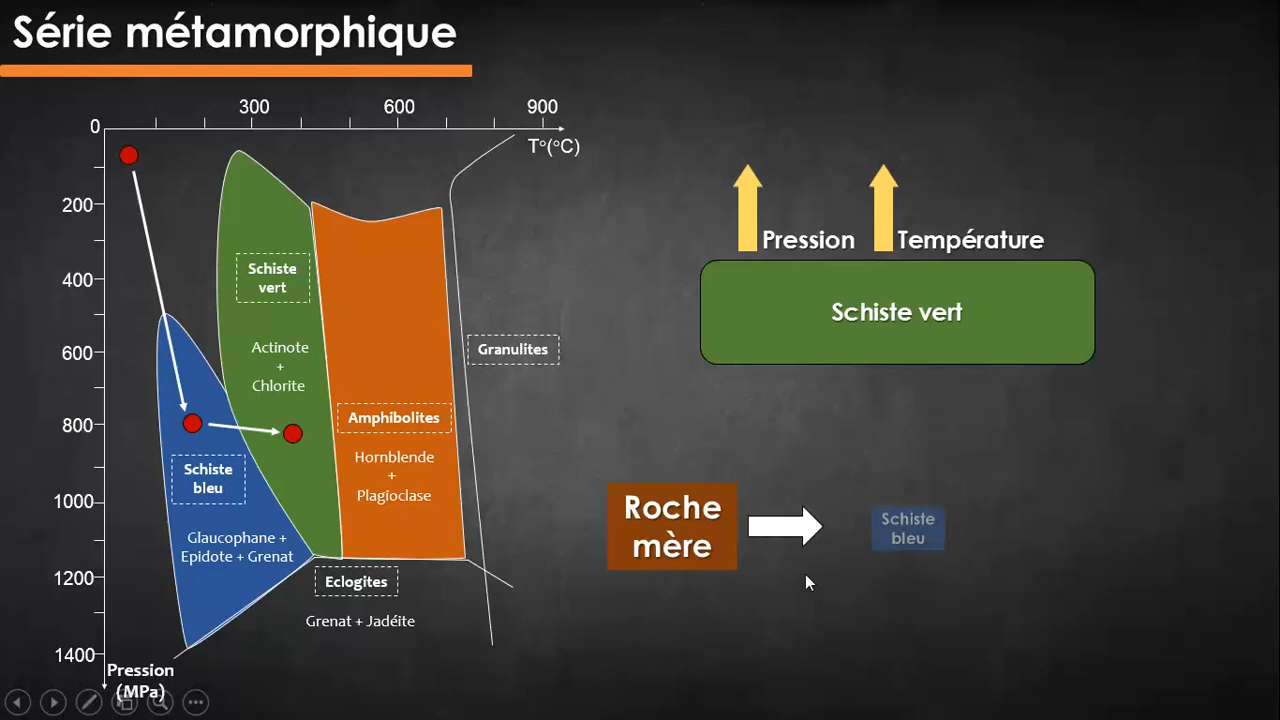 Série métamorphique
300 600 900
0
T°(°C)
200
400
600
800
1000
1200
1400
Pression
(MPa)
Schiste
vert
Actinote
+
Chlorite
Granulites
Amphibolites
Hornblende
+
Plagioclase
Schiste
bleu
Glaucophane +
Epidote + Grenat
Eclogites
Grenat + Jadéite
Pression Température
Schiste vert
Roche
mère
Schiste
bleu